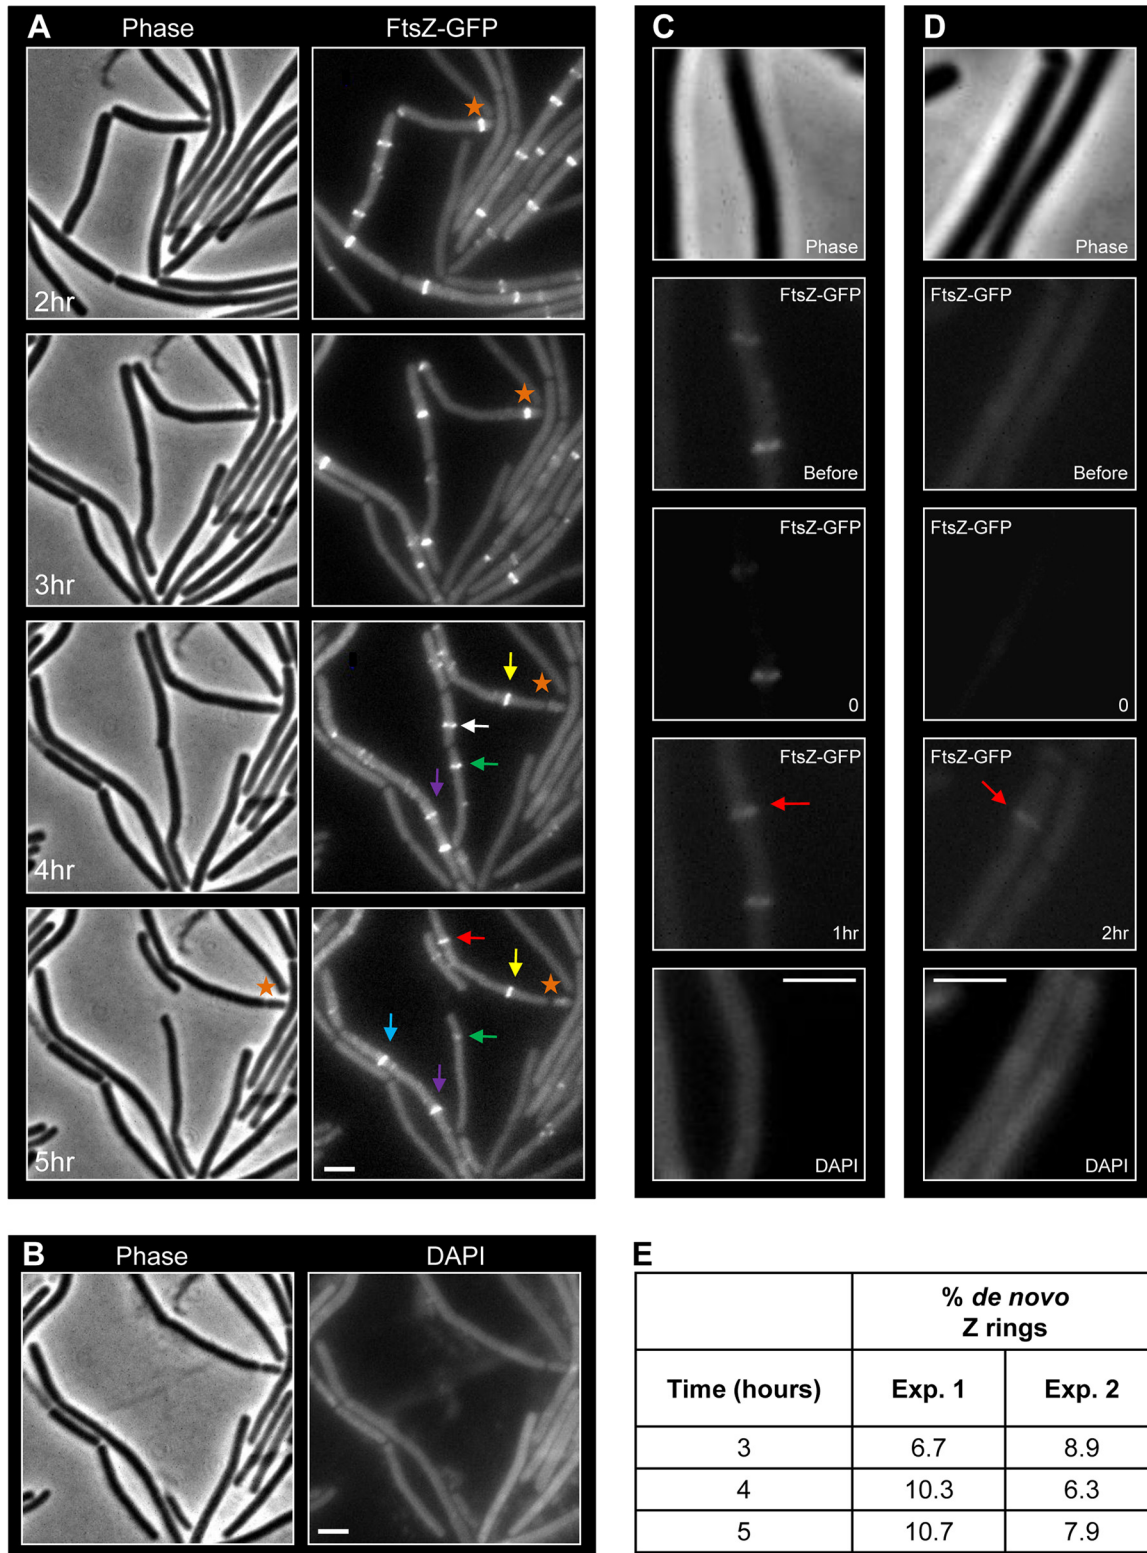 A
Phase
FtsZ-GFP
2hr
3hr
4hr
5hr
B
Phase
DAPI
C
Phase
FtsZ-GFP
Before
FtsZ-GFP
0
FtsZ-GFP
1hr
DAPI
D
Phase
FtsZ-GFP
Before
FtsZ-GFP
0
FtsZ-GFP
2hr
DAPI
E
% de novo
Z rings
Time (hours) Exp. 1 Exp. 2
3 6.7 8.9
4 10.3 6.3
5 10.7 7.9